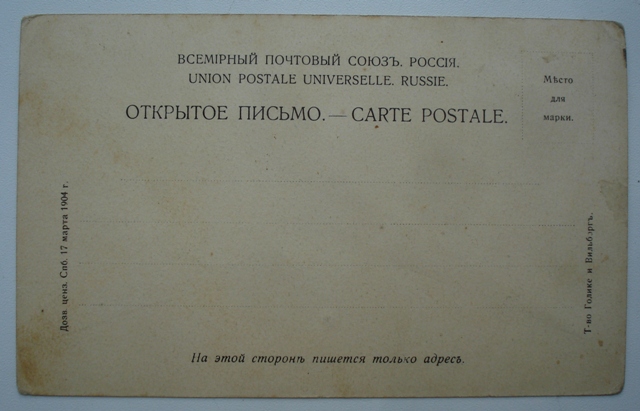 ВСЕМІРНЫЙ ПОЧТОВЫЙ СОЮЗЪ. РОССІЯ.
UNION POSTALE UNIVERSELLE. RUSSIE.
ОТКРЫТОЕ ПИСЬМО.—CARTE POSTALE.
Мѣсто
для
марки.
Дозв. ценз. Спб. 17 марта 1904 г.
Т-во Голике и Вильборгъ.
На этой сторонѣ пишется только адресъ.